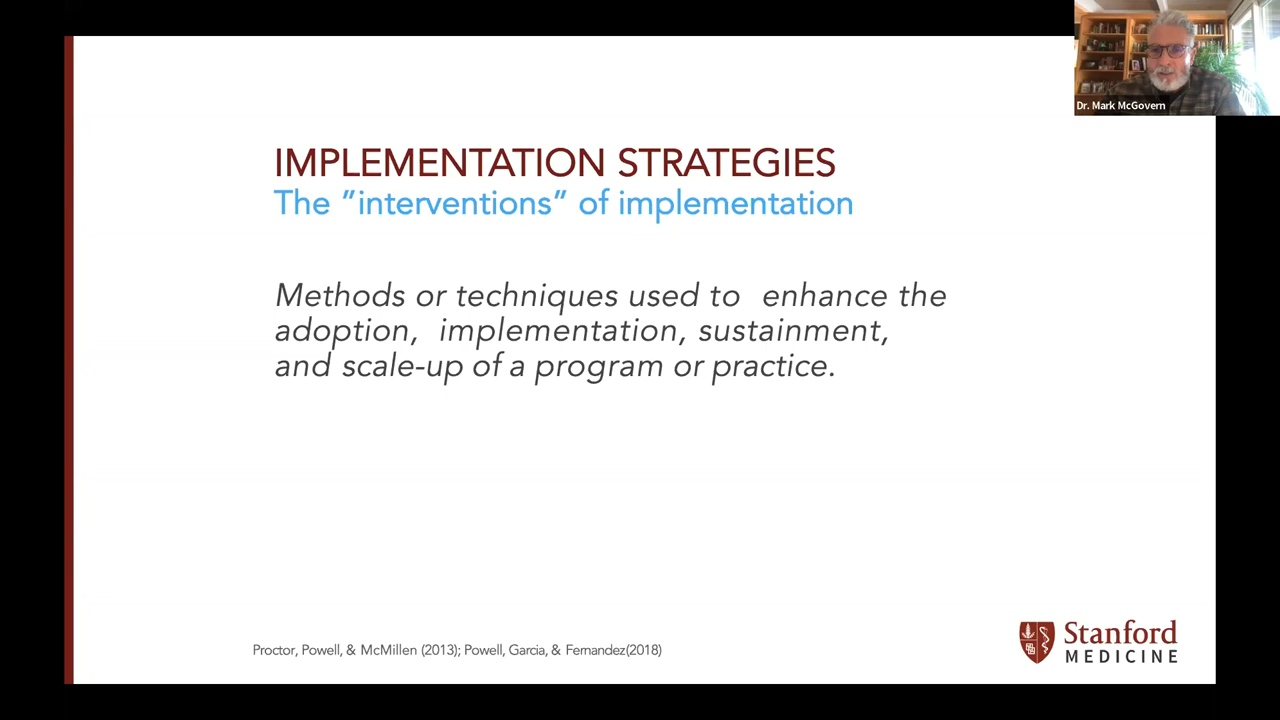 Dr. Mark McGovern
IMPLEMENTATION STRATEGIES
The ”interventions” of implementation
Methods or techniques used to enhance the
adoption, implementation, sustainment,
and scale-up of a program or practice.
Proctor, Powell, & McMillen (2013); Powell, Garcia, & Fernandez(2018)
Stanford
MEDICINE